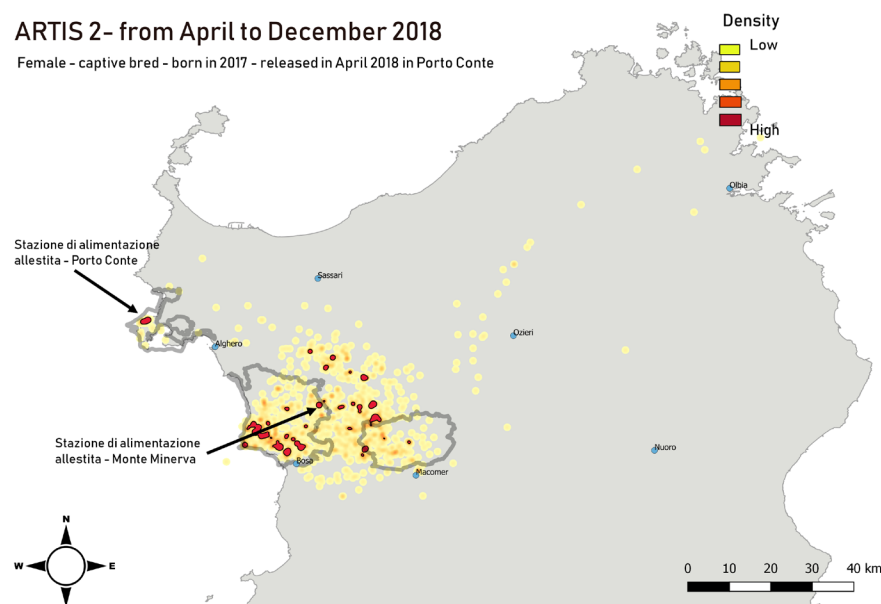 ARTIS 2- from April to December 2018
Female - captive bred - born in 2017 - released in April 2018 in Porto Conte
Density
Low
High
Olbia
Stazione di alimentazione
allestita - Porto Conte
Sassari
Ozieri
Alghero
Stazione di alimentazione
allestita - Monte Minerva
Nuoro
Bosa
Macomer
N
W
E
S
0 10 20 30 40 km